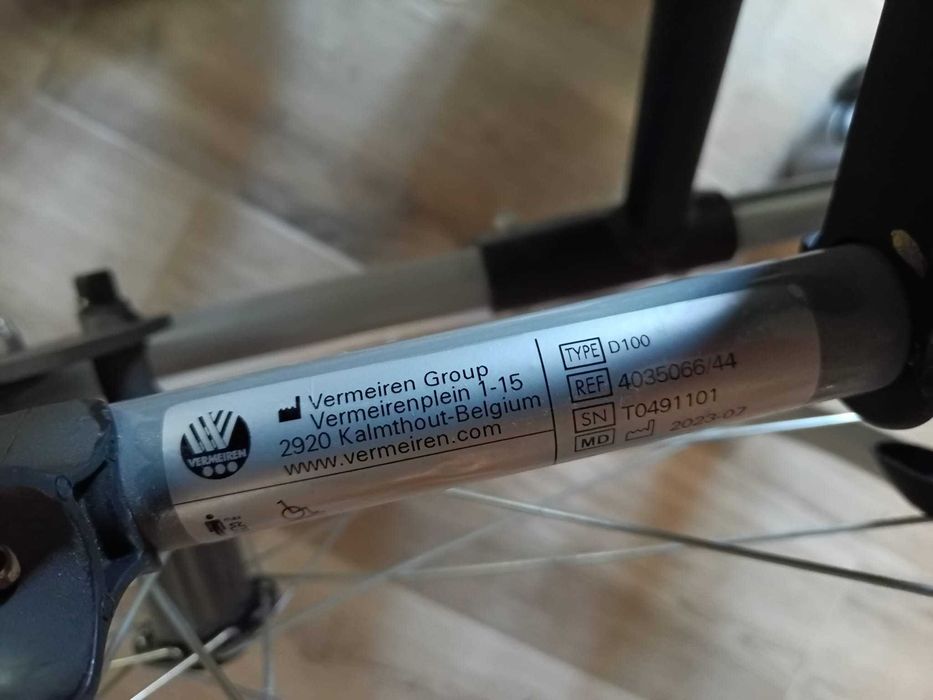 VERMEIREN
Vermeiren Group
Vermeirenplein 1-15
2920 Kalmthout-Belgium
www.vermeiren.com
TYPE D100
REF 4035066/44
SN T0491101
MD 2023-07